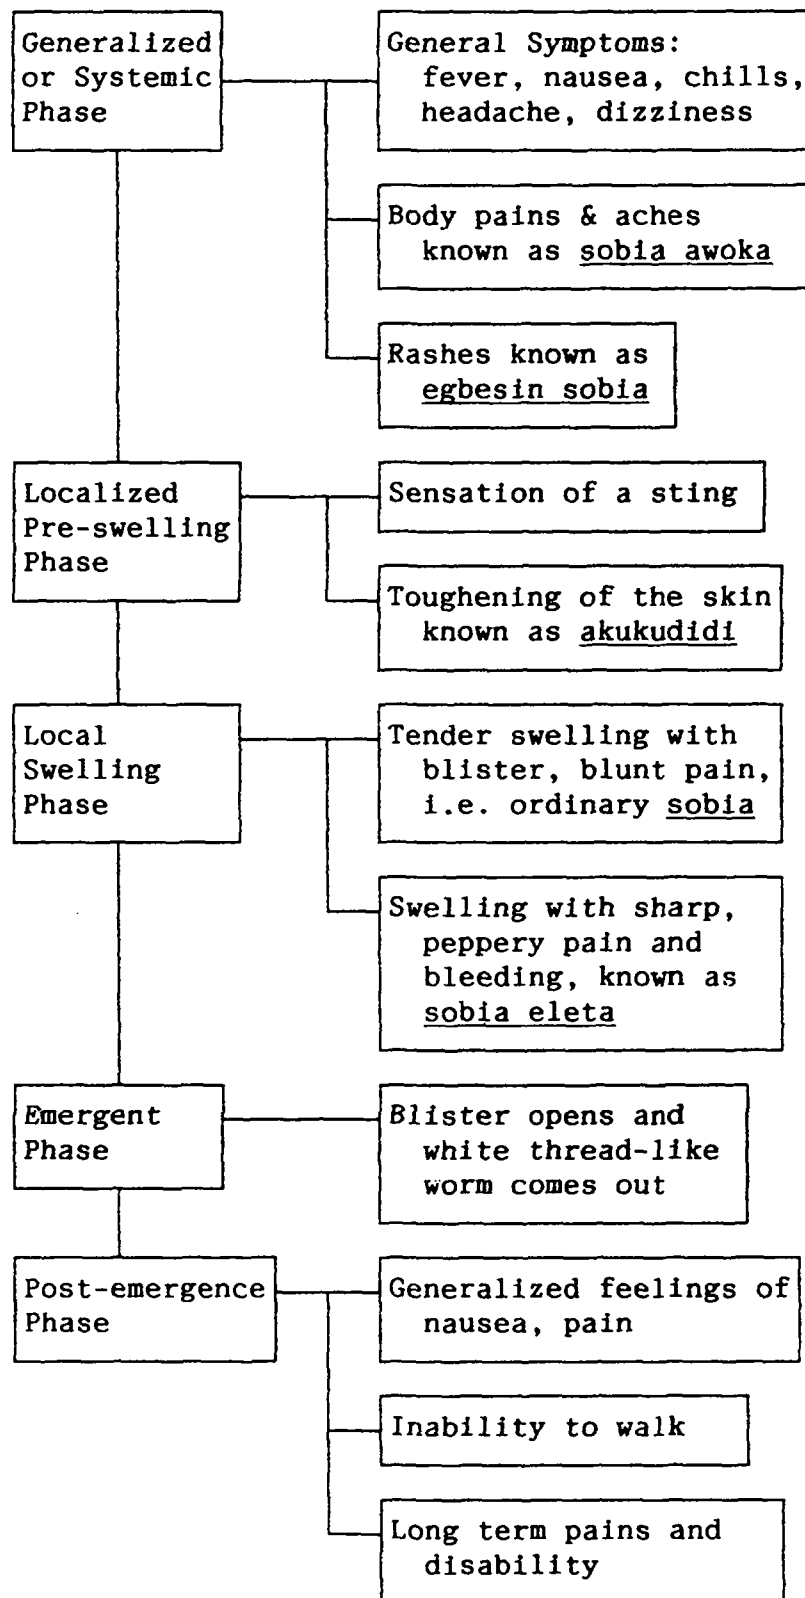 Generalized
or Systemic
Phase
General Symptoms:
fever, nausea, chills,
headache, dizziness
Body pains & aches
known as sobia awoka
Rashes known as
egbesin sobia
Localized
Pre-swelling
Phase
Sensation of a sting
Toughening of the skin
known as akukudidi
Local
Swelling
Phase
Tender swelling with
blister, blunt pain,
i.e. ordinary sobia
Swelling with sharp,
peppery pain and
bleeding, known as
sobia eleta
Emergent
Phase
Blister opens and
white thread-like
worm comes out
Post-emergence
Phase
Generalized feelings of
nausea, pain
Inability to walk
Long term pains and
disability